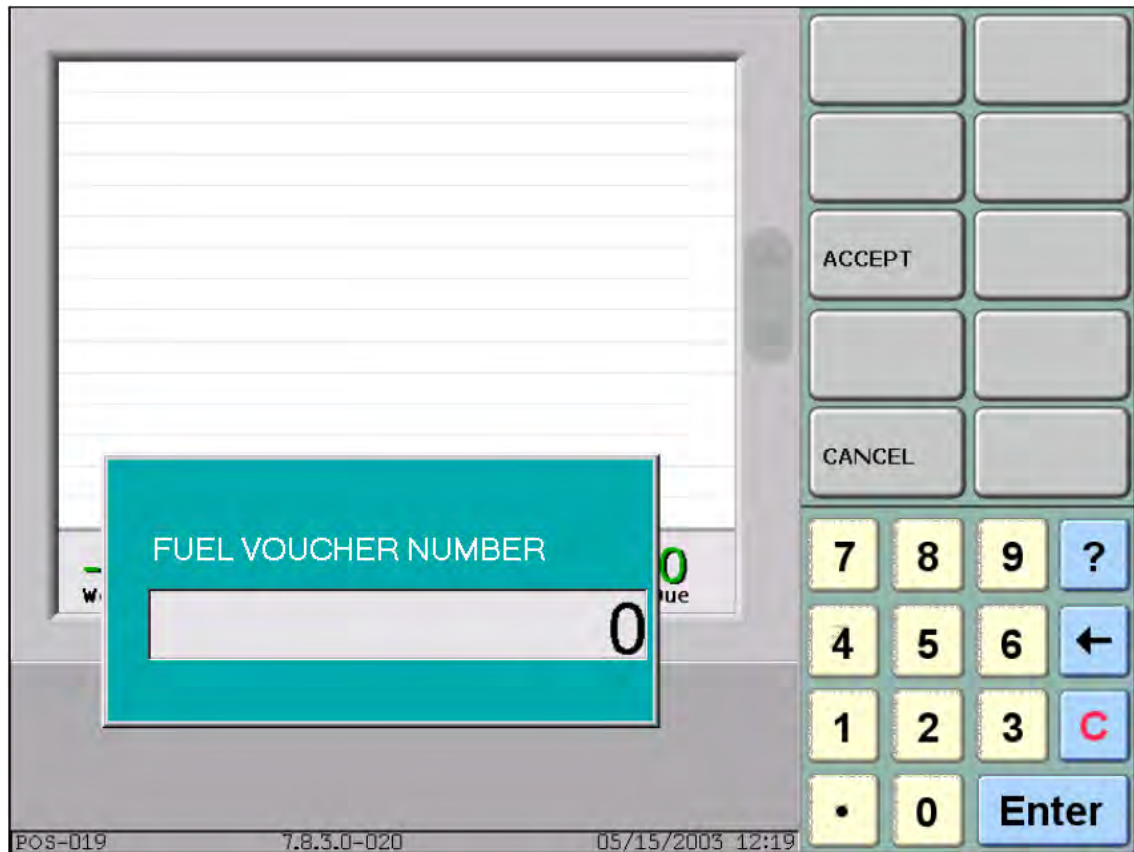 ACCEPT
CANCEL
FUEL VOUCHER NUMBER
0
0
7 8 9 ?
4 5 6 ←
1 2 3 C
. 0 Enter
POS-019 7.8.3.0-020 05/15/2003 12:19